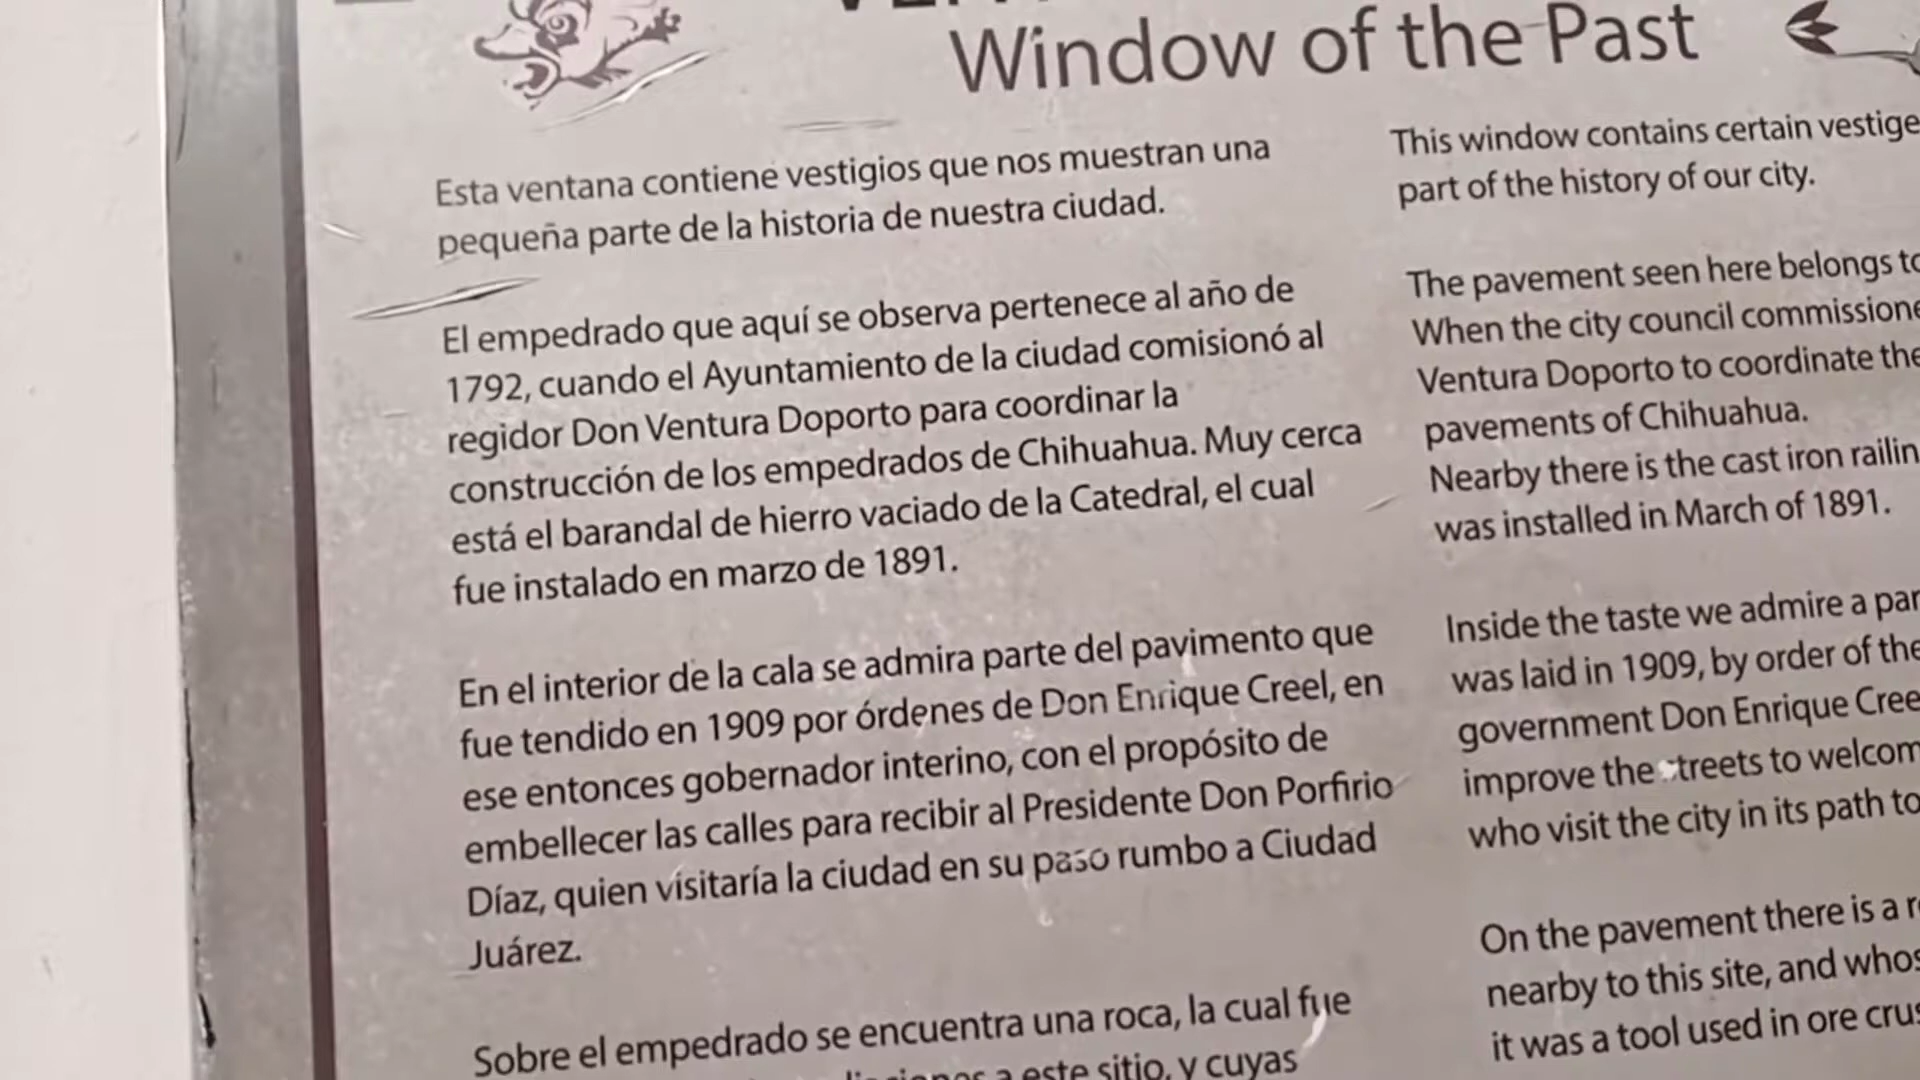 Window of the Past
Esta ventana contiene vestigios que nos muestran una
pequeña parte de la historia de nuestra ciudad.
El empedrado que aquí se observa pertenece al año de
1792, cuando el Ayuntamiento de la ciudad comisionó al
regidor Don Ventura Doporto para coordinar la
construcción de los empedrados de Chihuahua. Muy cerca
está el barandal de hierro vaciado de la Catedral, el cual
fue instalado en marzo de 1891.
En el interior de la cala se admira parte del pavimento que
fue tendido en 1909 por órdenes de Don Enrique Creel, en
ese entonces gobernador interino, con el propósito de
embellecer las calles para recibir al Presidente Don Porfirio
Díaz, quien visitaría la ciudad en su paso rumbo a Ciudad
Juárez.
Sobre el empedrado se encuentra una roca, la cual fue
a este sitio, y cuyas
This window contains certain vestige
part of the history of our city.
The pavement seen here belongs to
When the city council commissione
Ventura Doporto to coordinate the
pavements of Chihuahua.
Nearby there is the cast iron railin
was installed in March of 1891.
Inside the taste we admire a par
was laid in 1909, by order of the
government Don Enrique Cree
improve the streets to welcom
who visit the city in its path to
On the pavement there is a r
nearby to this site, and whos
it was a tool used in ore crus